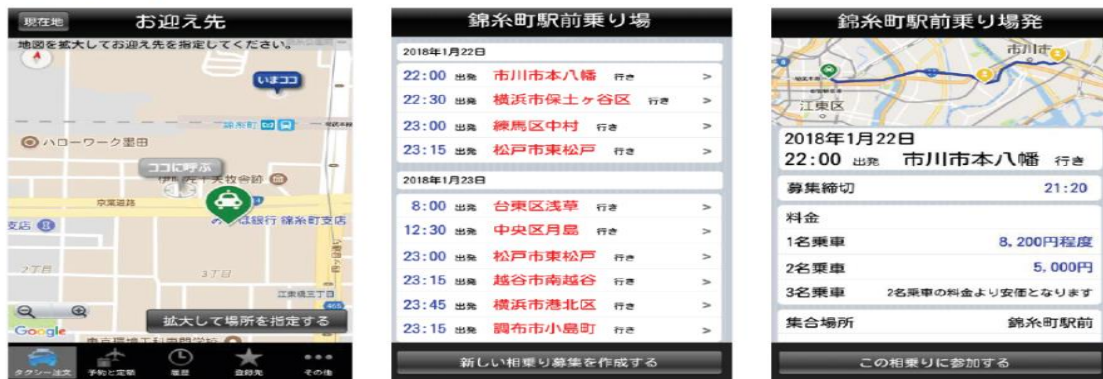 現在地
お迎え先
地図を拡大してお迎え先を指定してください。
いまココ
錦糸町
ハローワーク墨田
ココに呼ぶ
京葉道路
錦糸町支店
支店
2丁目
3丁目
江東橋三丁目
465
Google
拡大して場所を指定する
タクシー注文
予約と定額
履歴
登録先
その他
錦糸町駅前乗り場
2018年1月22日
22:00 出発 市川市本八幡 行き >
22:30 出発 横浜市保土ヶ谷区 行き >
23:00 出発 練馬区中村 行き >
23:15 出発 松戸市東松戸 行き >
2018年1月23日
8:00 出発 台東区浅草 行き >
12:30 出発 中央区月島 行き >
23:00 出発 松戸市東松戸 行き >
23:15 出発 越谷市南越谷 行き >
23:45 出発 横浜市港北区 行き >
23:15 出発 調布市小島町 行き >
新しい相乗り募集を作成する
錦糸町駅前乗り場発
市川市
江東区
2018年1月22日
22:00 出発 市川市本八幡 行き
募集締切 21:20
料金
1名乗車 8,200円程度
2名乗車 5,000円
3名乗車 2名乗車の料金より安価となります
集合場所 錦糸町駅前
この相乗りに参加する